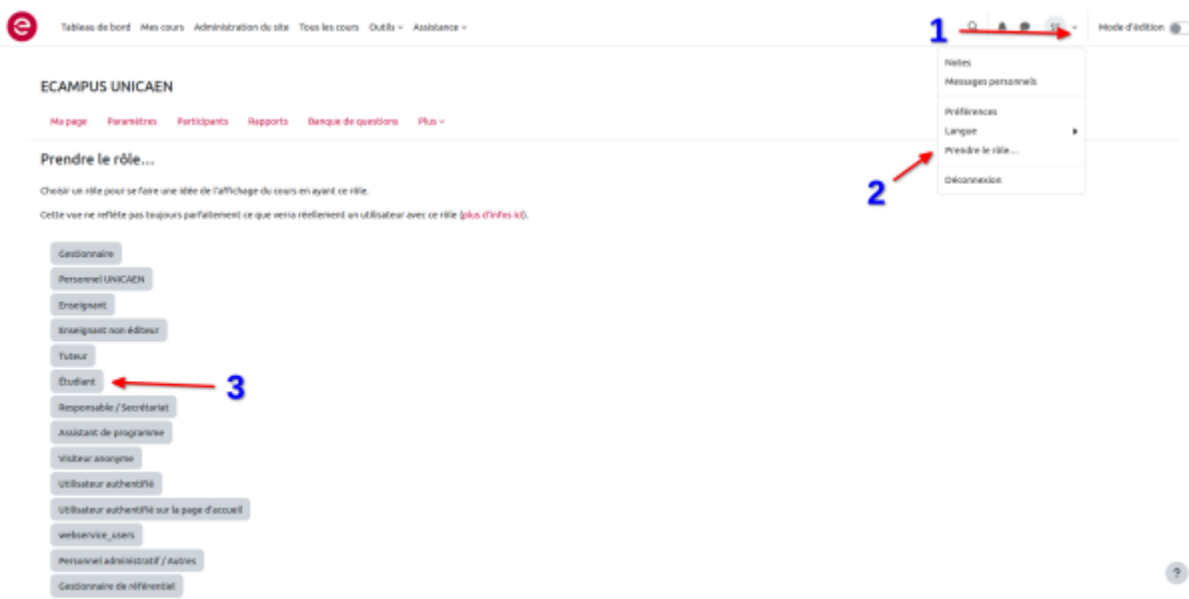 e Tableau de bord Mes cours Administration du site Tous les cours Outils Assistance 1 SF Mode d'édition
Notes
Messages personnels
ECAMPUS UNICAEN
Préférences
Ma page Paramètres Participants Rapports Banque de questions Plus
Langue
Prendre le rôle...
2
Déconnexion
Prendre le rôle...
Choisir un rôle pour se faire une idée de l'affichage du cours en ayant ce rôle.
Cette vue ne reflète pas toujours parfaitement ce que verra réellement un utilisateur avec ce rôle (plus d'infos ici).
Gestionnaire
Personnel UNICAEN
Enseignant
Enseignant non éditeur
Tuteur
Étudiant 3
Responsable / Secrétariat
Assistant de programme
Visiteur anonyme
Utilisateur authentifié
Utilisateur authentifié sur la page d'accueil
webservice_users
Personnel administratif / Autres
Gestionnaire de référentiel
?